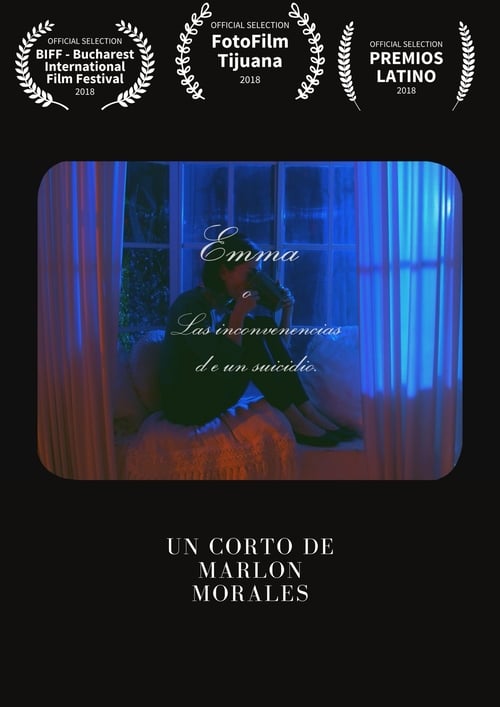 OFFICIAL SELECTION
BIFF - Bucharest
International
Film Festival
2018
OFFICIAL SELECTION
FotoFilm
Tijuana
2018
OFFICIAL SELECTION
PREMIOS
LATINO
2018
Emma
o
Las inconvenencias
de un suicidio.
UN CORTO DE
MARLON
MORALES